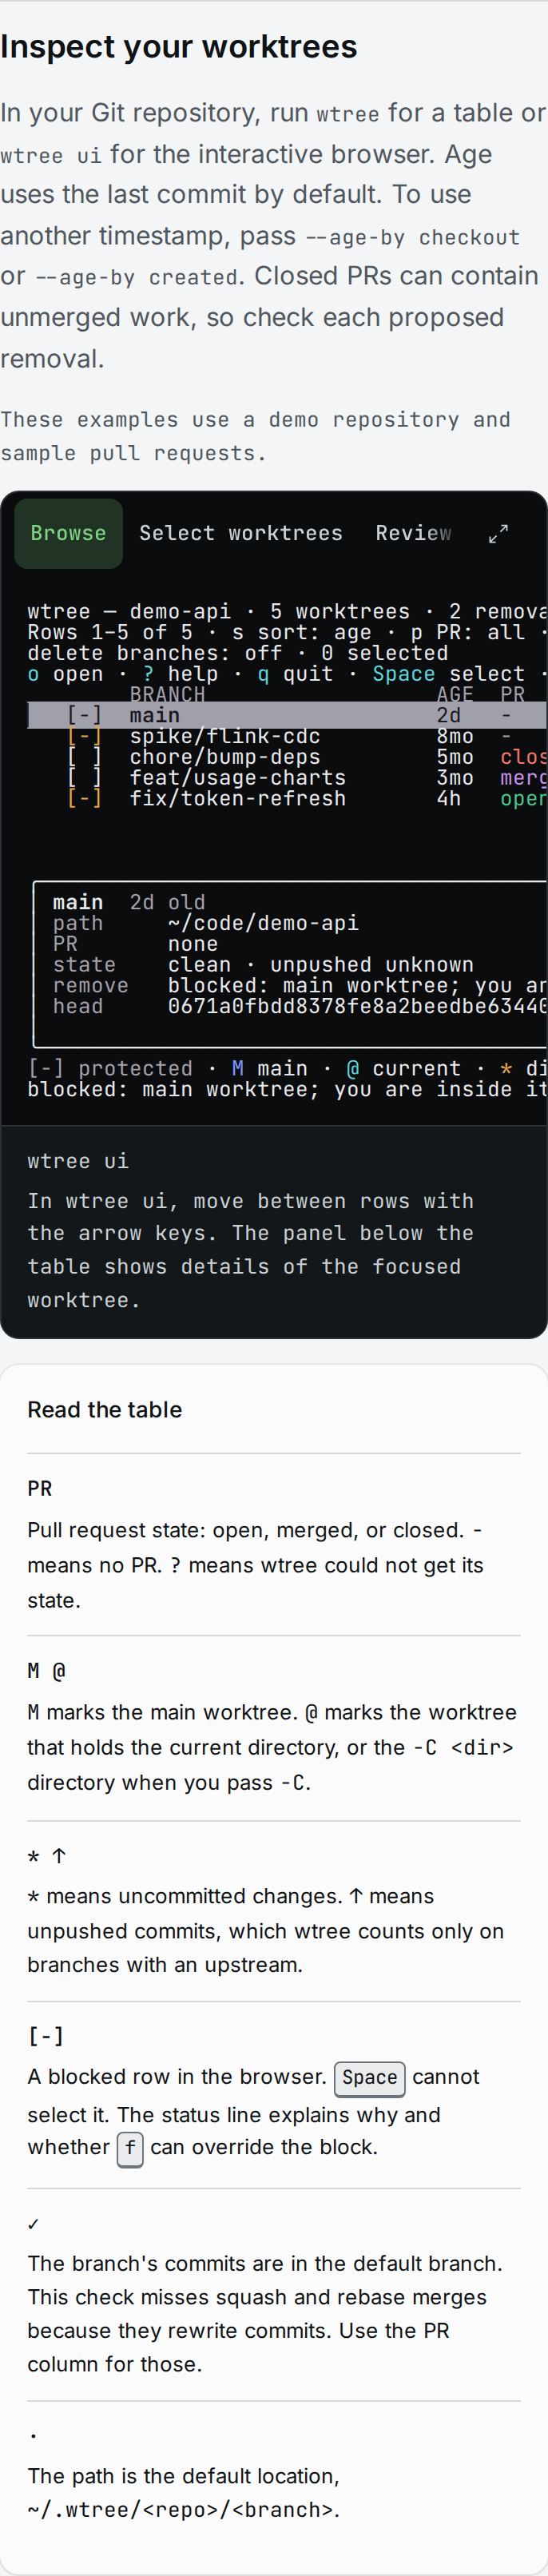 Inspect your worktrees
In your Git repository, run wtree for a table or
wtree ui for the interactive browser. Age
uses the last commit by default. To use
another timestamp, pass --age-by checkout
or --age-by created. Closed PRs can contain
unmerged work, so check each proposed
removal.
These examples use a demo repository and
sample pull requests.
Browse Select worktrees Review
wtree — demo-api · 5 worktrees · 2 remova
Rows 1–5 of 5 · s sort: age · p PR: all ·
delete branches: off · 0 selected
o open · ? help · q quit · Space select ·
BRANCH AGE PR
[-] main 2d -
[-] spike/flink-cdc 8mo -
[ ] chore/bump-deps 5mo clos
[ ] feat/usage-charts 3mo merg
[-] fix/token-refresh 4h open
main 2d old
path ~/code/demo-api
PR none
state clean · unpushed unknown
remove blocked: main worktree; you ar
head 0671a0fbdd8378fe8a2beedbe63440
[-] protected · M main · @ current · * di
blocked: main worktree; you are inside it
wtree ui
In wtree ui, move between rows with
the arrow keys. The panel below the
table shows details of the focused
worktree.
Read the table
PR
Pull request state: open, merged, or closed. -
means no PR. ? means wtree could not get its
state.
M @
M marks the main worktree. @ marks the worktree
that holds the current directory, or the -C <dir>
directory when you pass -C.
* ↑
* means uncommitted changes. ↑ means
unpushed commits, which wtree counts only on
branches with an upstream.
[-]
A blocked row in the browser. Space cannot
select it. The status line explains why and
whether f can override the block.
✓
The branch's commits are in the default branch.
This check misses squash and rebase merges
because they rewrite commits. Use the PR
column for those.
·
The path is the default location,
~/.wtree/<repo>/<branch>.